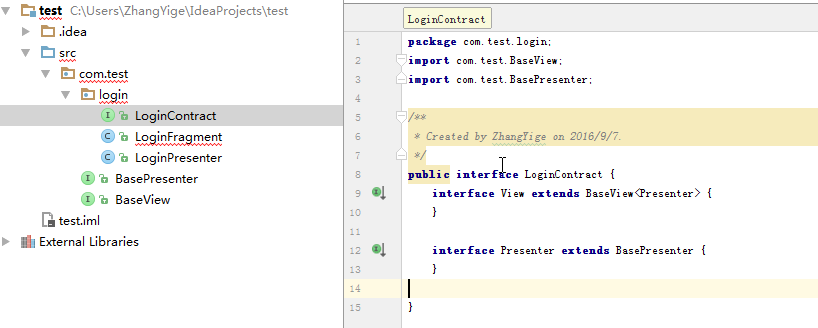 test C:\Users\ZhangYige\IdeaProjects\test
.idea
src
com.test
login
I LoginContract
C LoginFragment
C LoginPresenter
I BasePresenter
I BaseView
test.iml
External Libraries
LoginContract
1 package com.test.login;
2 import com.test.BaseView;
3 import com.test.BasePresenter;
4
5 /**
6 * Created by ZhangYige on 2016/9/7.
7 */
8 public interface LoginContract {
9 interface View extends BaseView<Presenter> {
10 }
11
12 interface Presenter extends BasePresenter {
13 }
14
15 }